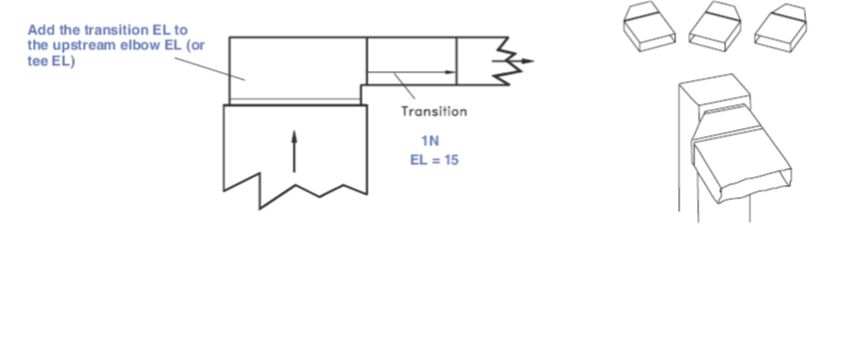 Add the transition EL to
the upstream elbow EL (or
tee EL)
Transition
1N
EL = 15